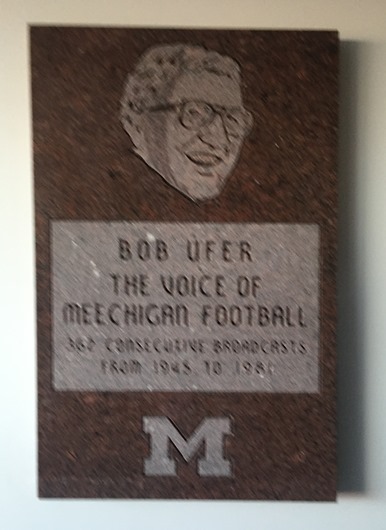 BOB UFER
THE VOICE OF
MEECHIGAN FOOTBALL
362 CONSECUTIVE BROADCASTS
FROM 1945 TO 1981
M